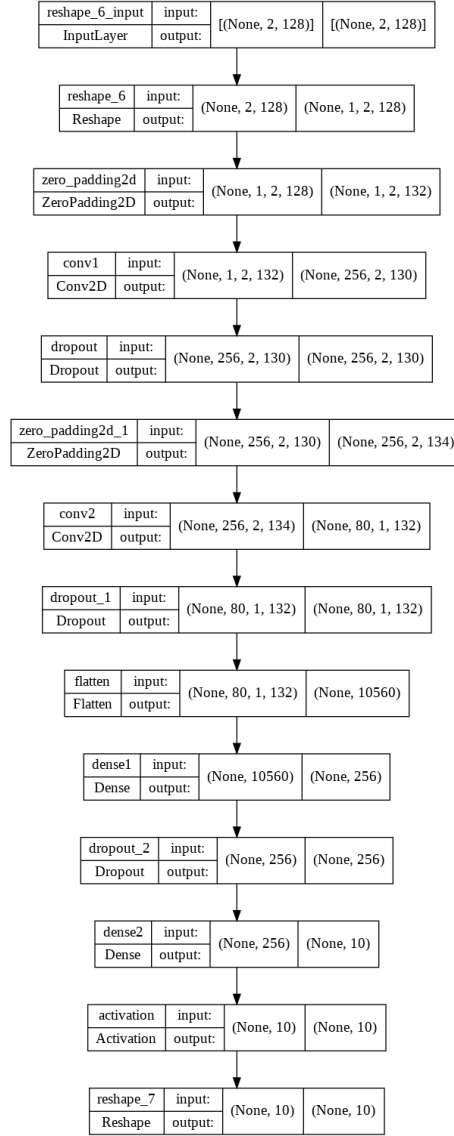 reshape_6_input input: [(None, 2, 128)] [(None, 2, 128)]
InputLayer output:
reshape_6 input: (None, 2, 128) (None, 1, 2, 128)
Reshape output:
zero_padding2d input: (None, 1, 2, 128) (None, 1, 2, 132)
ZeroPadding2D output:
conv1 input: (None, 1, 2, 132) (None, 256, 2, 130)
Conv2D output:
dropout input: (None, 256, 2, 130) (None, 256, 2, 130)
Dropout output:
zero_padding2d_1 input: (None, 256, 2, 130) (None, 256, 2, 134)
ZeroPadding2D output:
conv2 input: (None, 256, 2, 134) (None, 80, 1, 132)
Conv2D output:
dropout_1 input: (None, 80, 1, 132) (None, 80, 1, 132)
Dropout output:
flatten input: (None, 80, 1, 132) (None, 10560)
Flatten output:
dense1 input: (None, 10560) (None, 256)
Dense output:
dropout_2 input: (None, 256) (None, 256)
Dropout output:
dense2 input: (None, 256) (None, 10)
Dense output:
activation input: (None, 10) (None, 10)
Activation output:
reshape_7 input: (None, 10) (None, 10)
Reshape output: